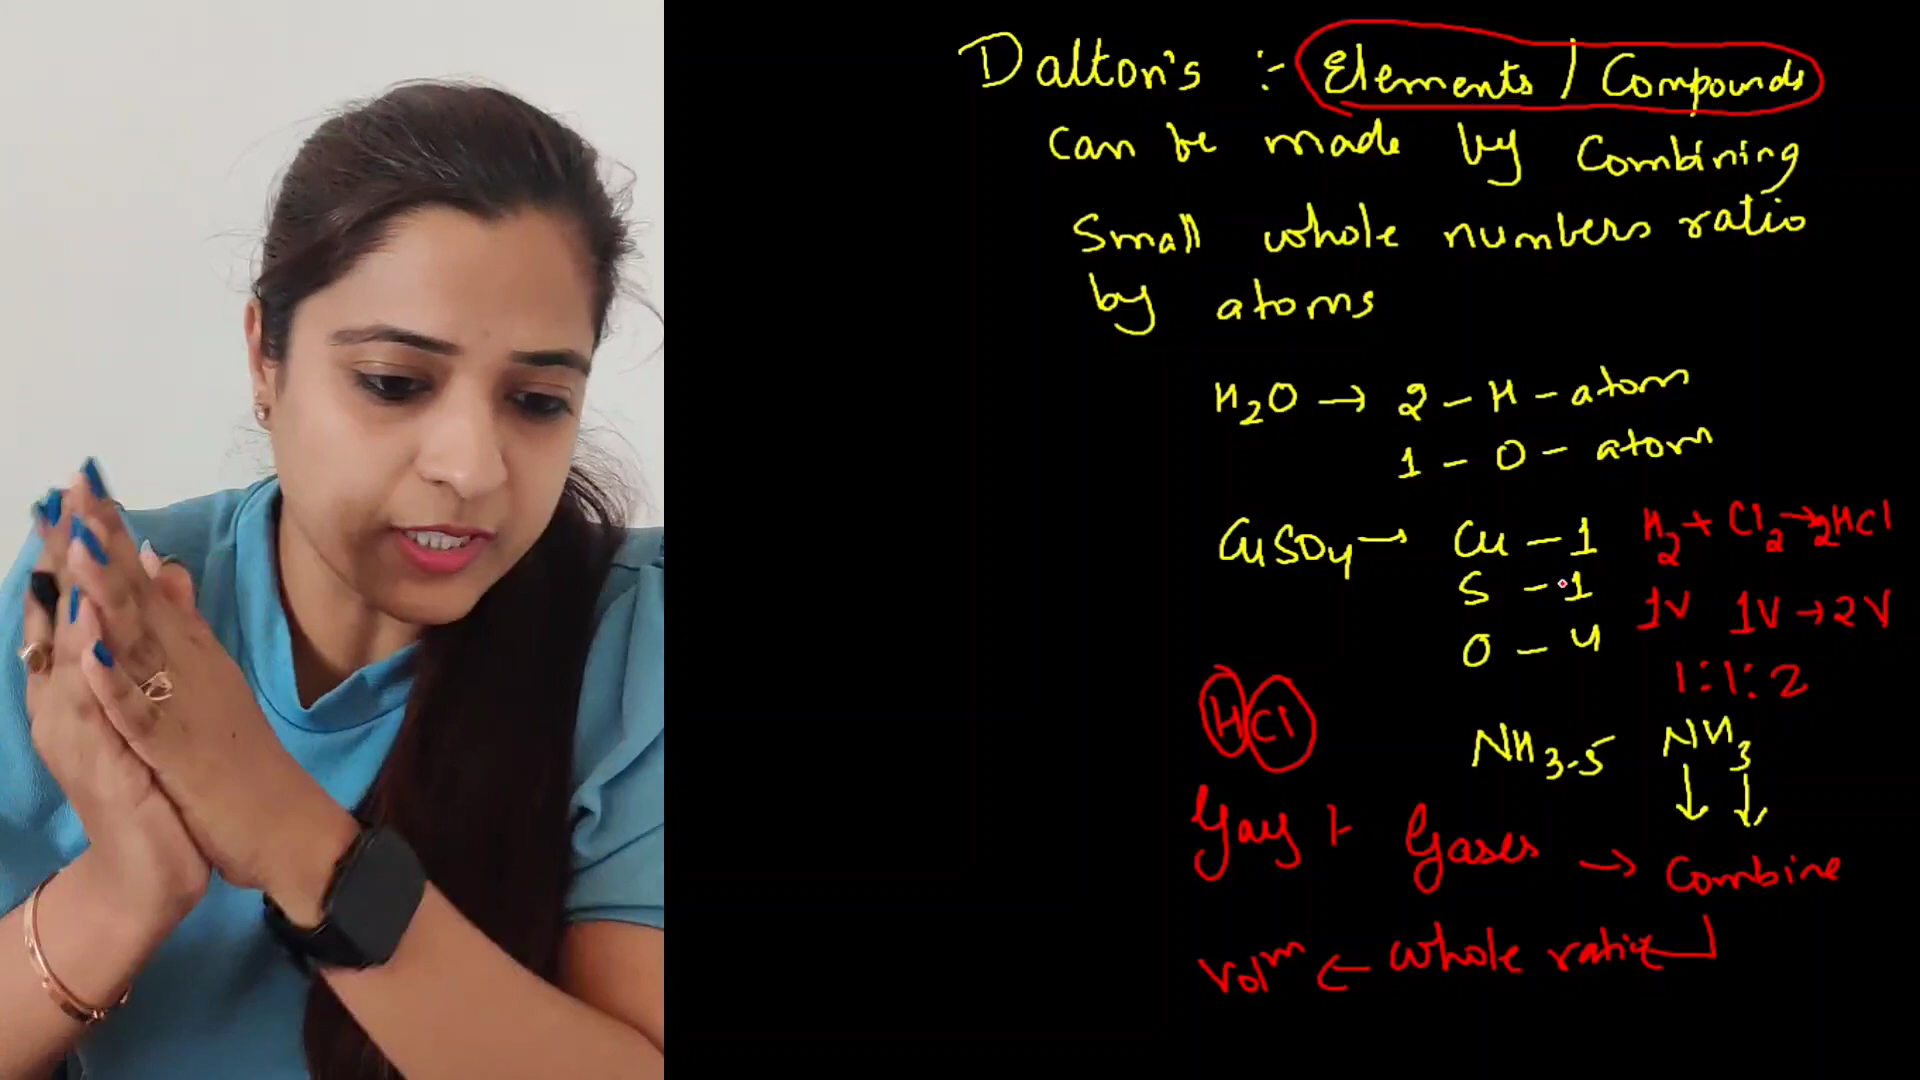 Dalton's :- Elements / Compounds
can be made by combining
Small whole numbers ratio
by atoms
H2O → 2 - H - atom
1 - O - atom
CuSO4 → Cu - 1
S - 1
O - 4
H2 + Cl2 → 2HCl
1V 1V → 2V
1:1:2
HCl
NH3.5 NH3
↓ ↓
Gay :- Gases → Combine
Vol^m ← whole ratio